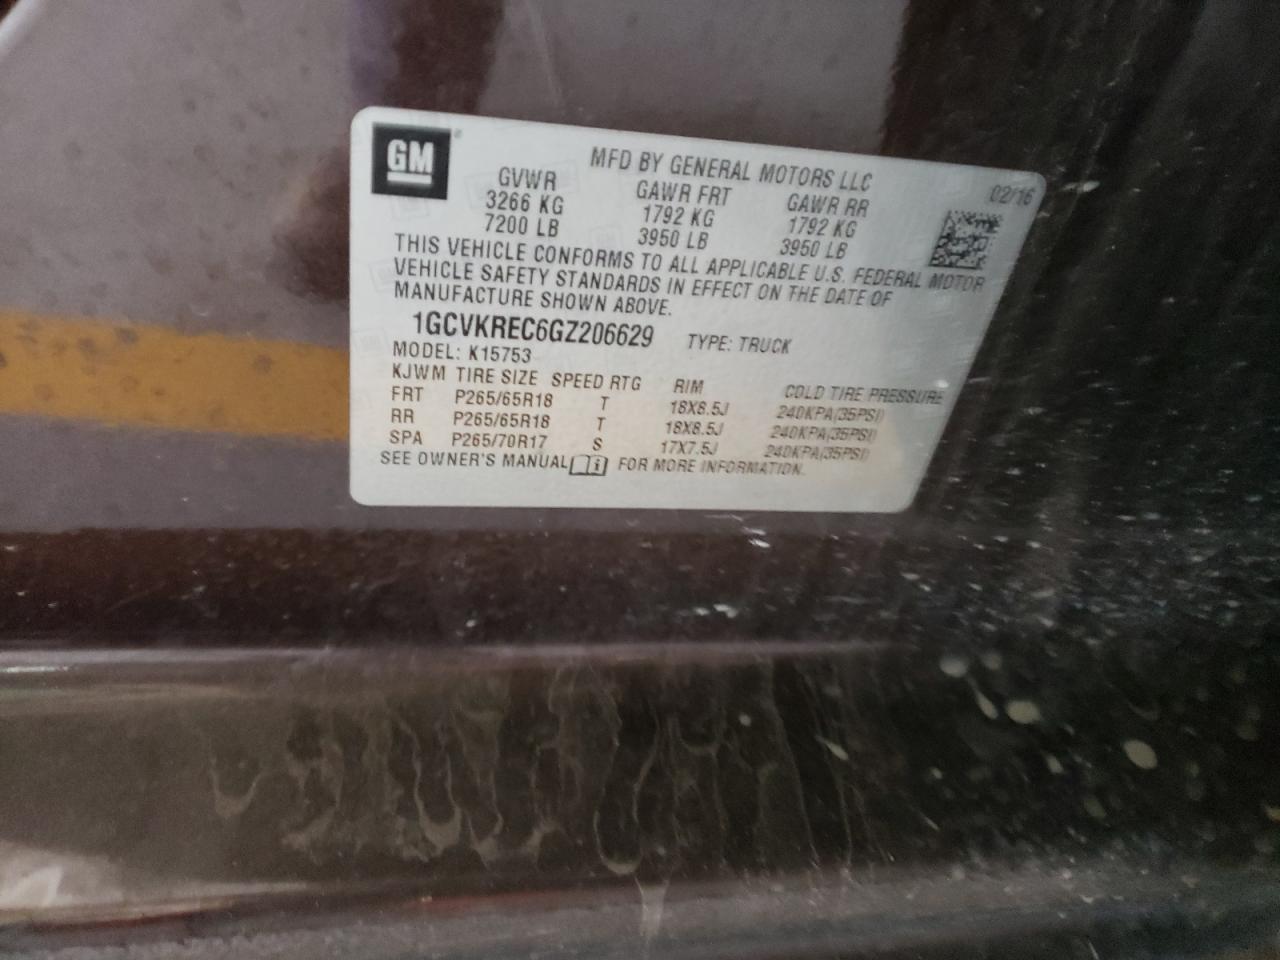 GM
MFD BY GENERAL MOTORS LLC
02/16
GVWR GAWR FRT GAWR RR
3266 KG 1792 KG 1792 KG
7200 LB 3950 LB 3950 LB
THIS VEHICLE CONFORMS TO ALL APPLICABLE U.S. FEDERAL MOTOR
VEHICLE SAFETY STANDARDS IN EFFECT ON THE DATE OF
MANUFACTURE SHOWN ABOVE.
1GCVKREC6GZ206629 TYPE: TRUCK
MODEL: K15753
KJWM TIRE SIZE SPEED RTG RIM COLD TIRE PRESSURE
FRT P265/65R18 T 18X8.5J 240KPA(35PSI)
RR P265/65R18 T 18X8.5J 240KPA(35PSI)
SPA P265/70R17 S 17X7.5J 240KPA(35PSI)
SEE OWNER'S MANUAL FOR MORE INFORMATION.